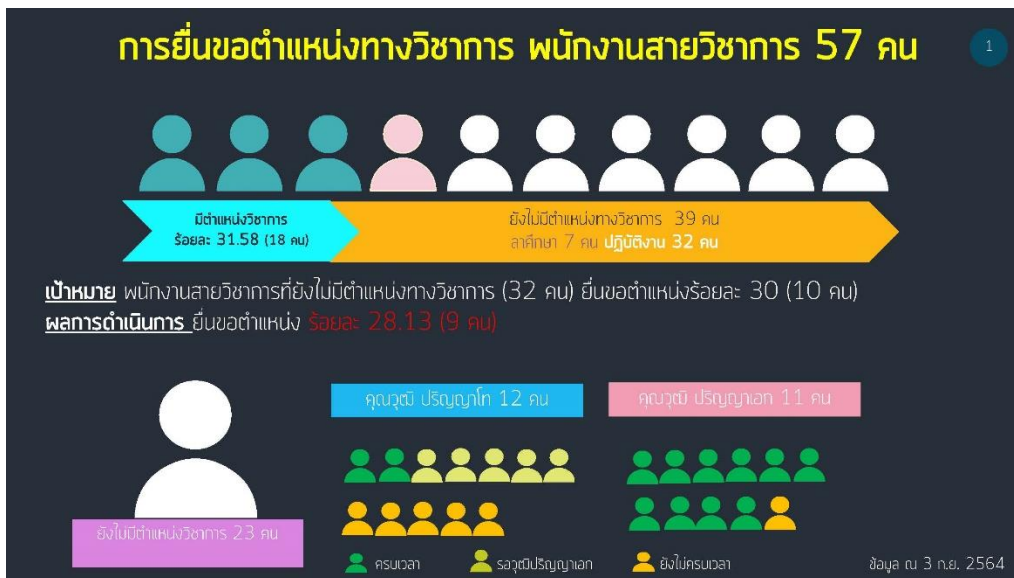 การยื่นขอตำแหน่งทางวิชาการ พนักงานสายวิชาการ 57 คน
1
มีตำแหน่งวิชาการ
ร้อยละ 31.58 (18 คน)
ยังไม่มีตำแหน่งทางวิชาการ 39 คน
ลาศึกษา 7 คน ปฏิบัติงาน 32 คน
เป้าหมาย พนักงานสายวิชาการที่ยังไม่มีตำแหน่งทางวิชาการ (32 คน) ยื่นขอตำแหน่งร้อยละ 30 (10 คน)
ผลการดำเนินการ ยื่นขอตำแหน่ง ร้อยละ 28.13 (9 คน)
คุณวุฒิ ปริญญาโท 12 คน
คุณวุฒิ ปริญญาเอก 11 คน
ยังไม่มีตำแหน่งวิชาการ 23 คน
ครบเวลา
รอวุฒิปริญญาเอก
ยังไม่ครบเวลา
ข้อมูล ณ 3 ก.ย. 2564